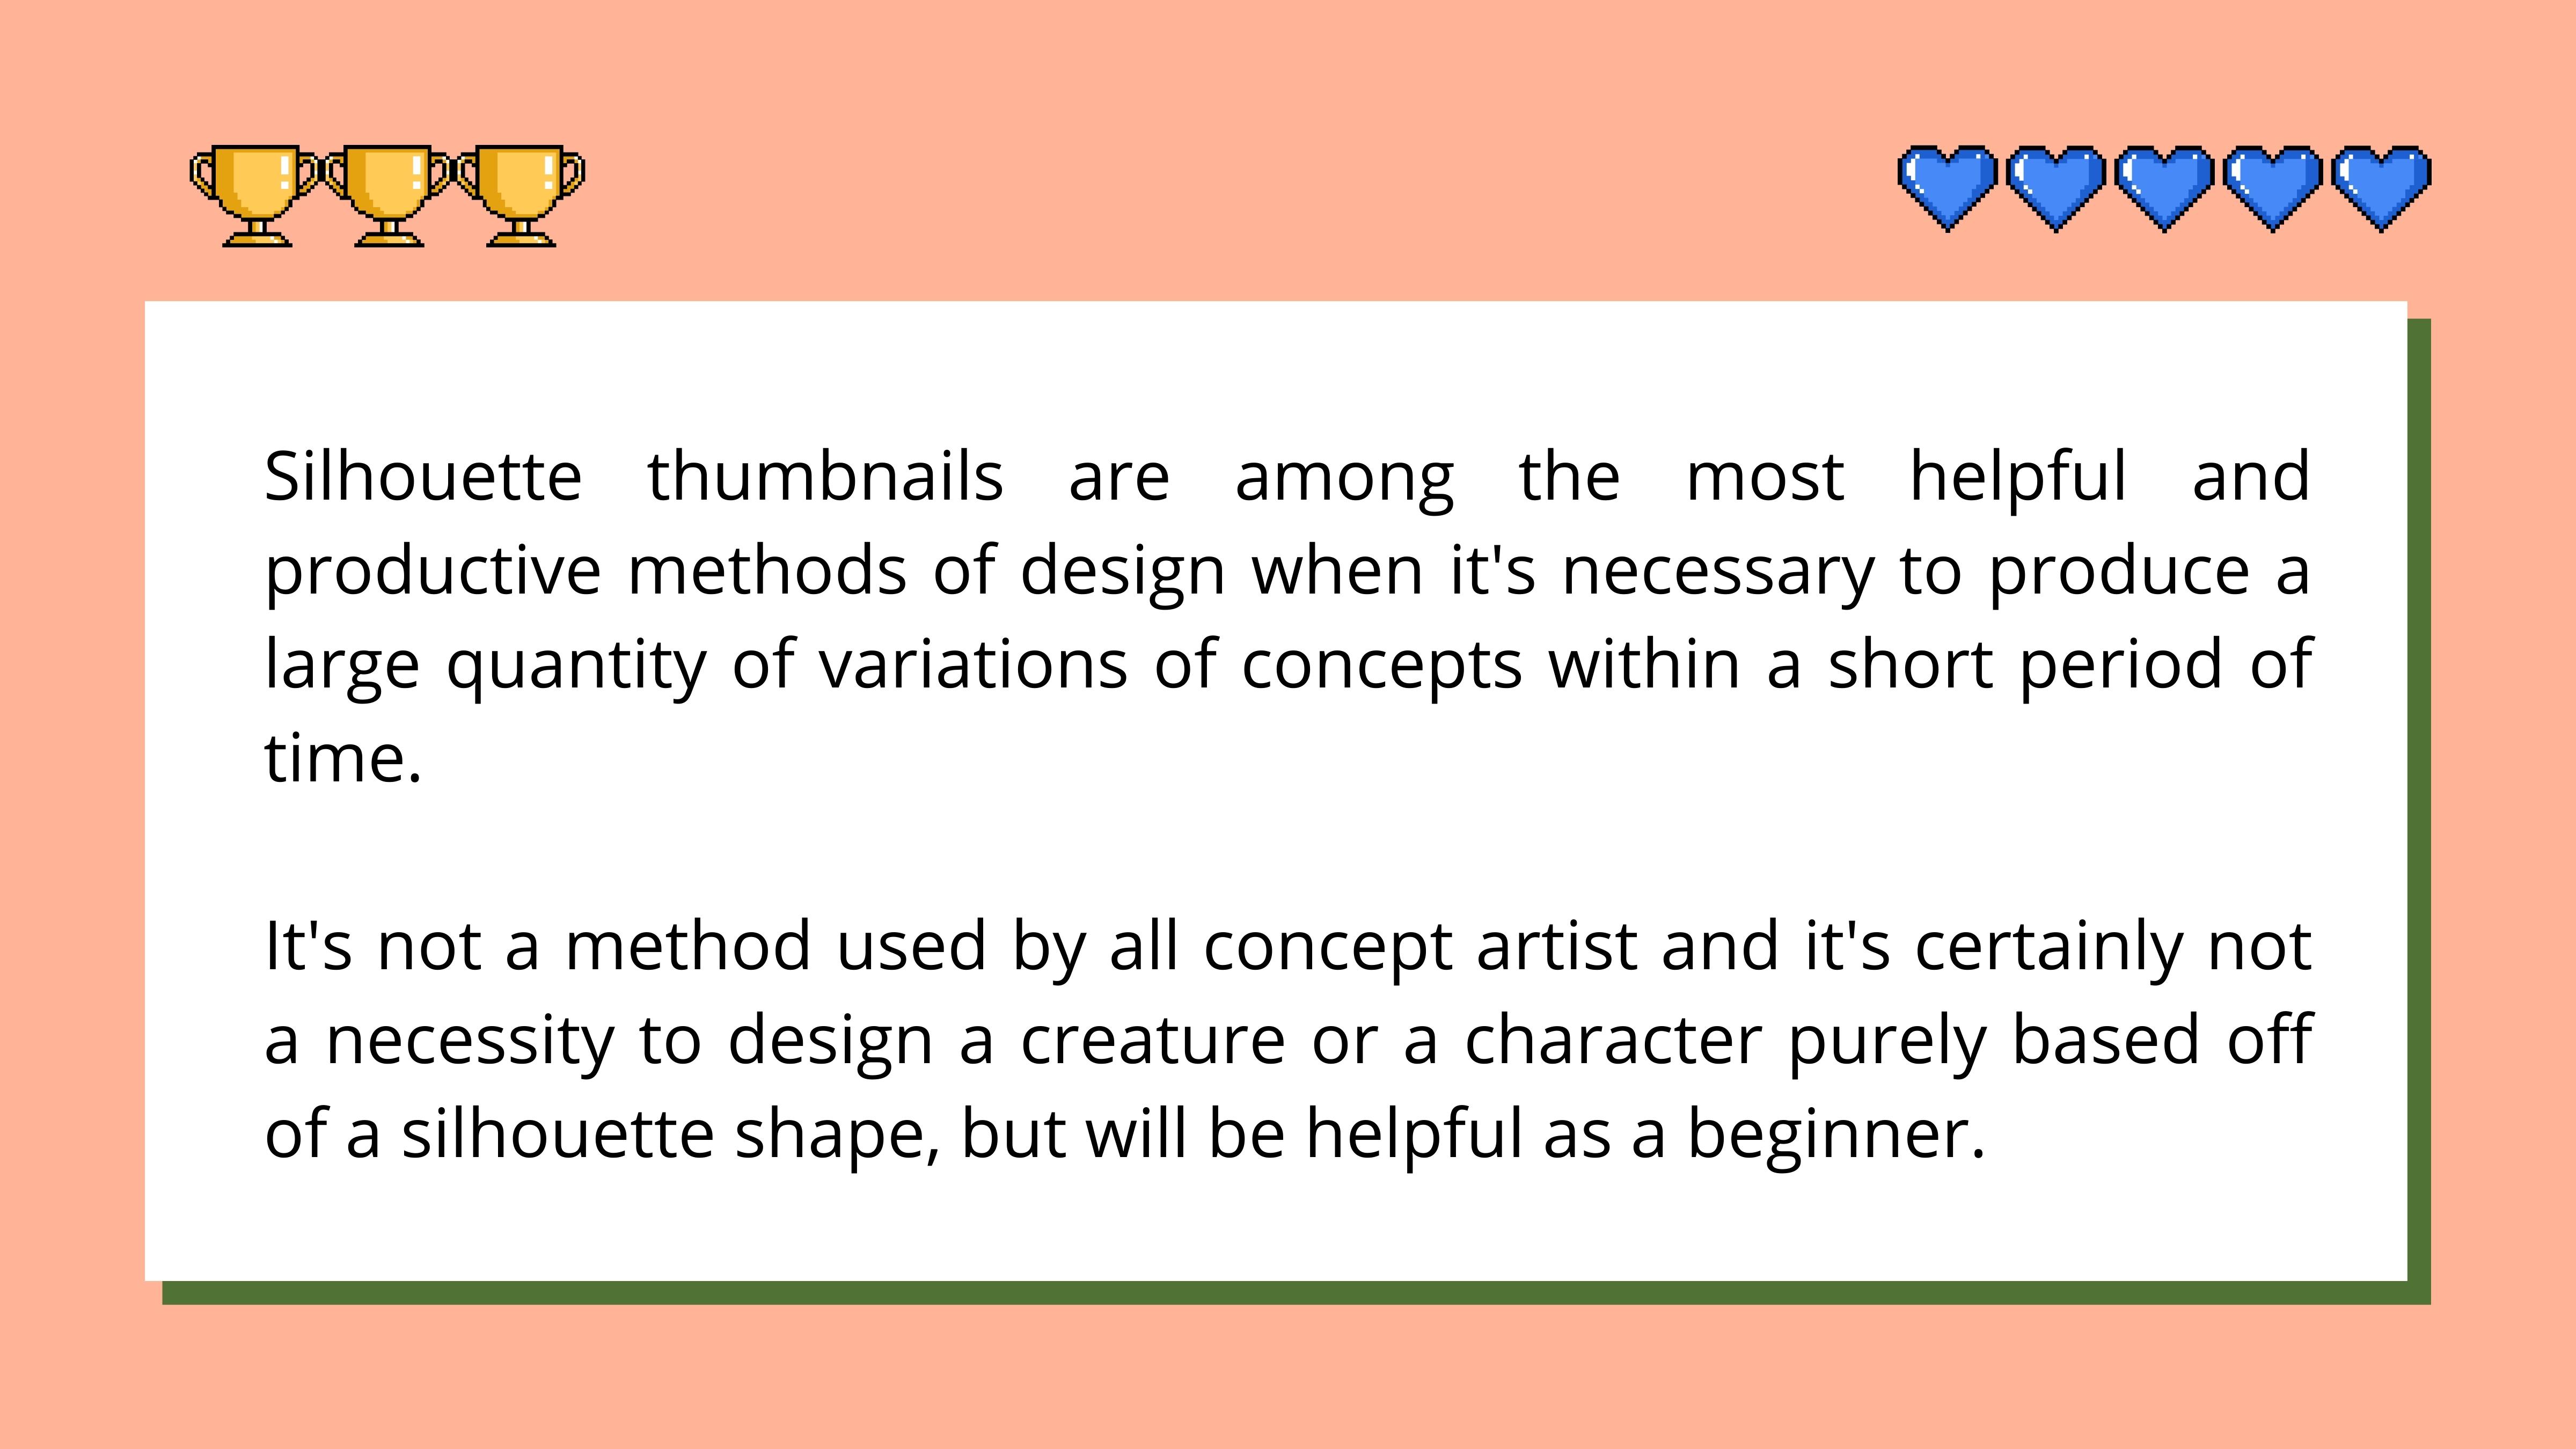 Silhouette thumbnails are among the most helpful and
productive methods of design when it's necessary to produce a
large quantity of variations of concepts within a short period of
time.
It's not a method used by all concept artist and it's certainly not
a necessity to design a creature or a character purely based off
of a silhouette shape, but will be helpful as a beginner.